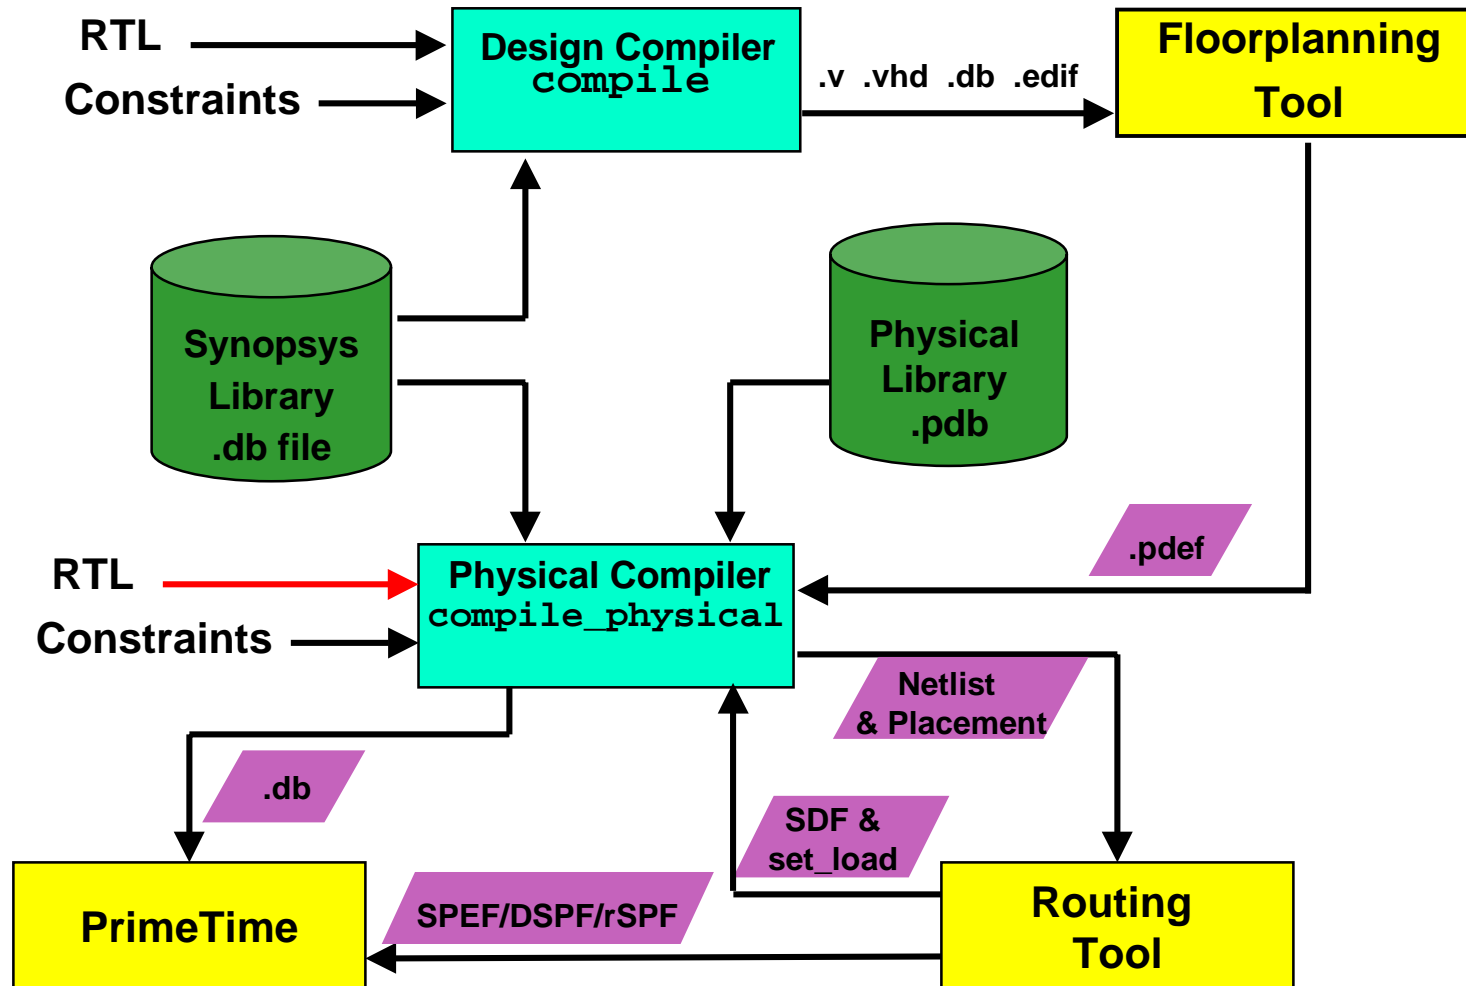 RTL
Constraints
Design Compiler
compile
.v .vhd .db .edif
Floorplanning
Tool
Synopsys
Library
.db file
Physical
Library
.pdb
.pdef
RTL
Constraints
Physical Compiler
compile_physical
Netlist
& Placement
.db
SDF &
set_load
SPEF/DSPF/rSPF
PrimeTime
Routing
Tool